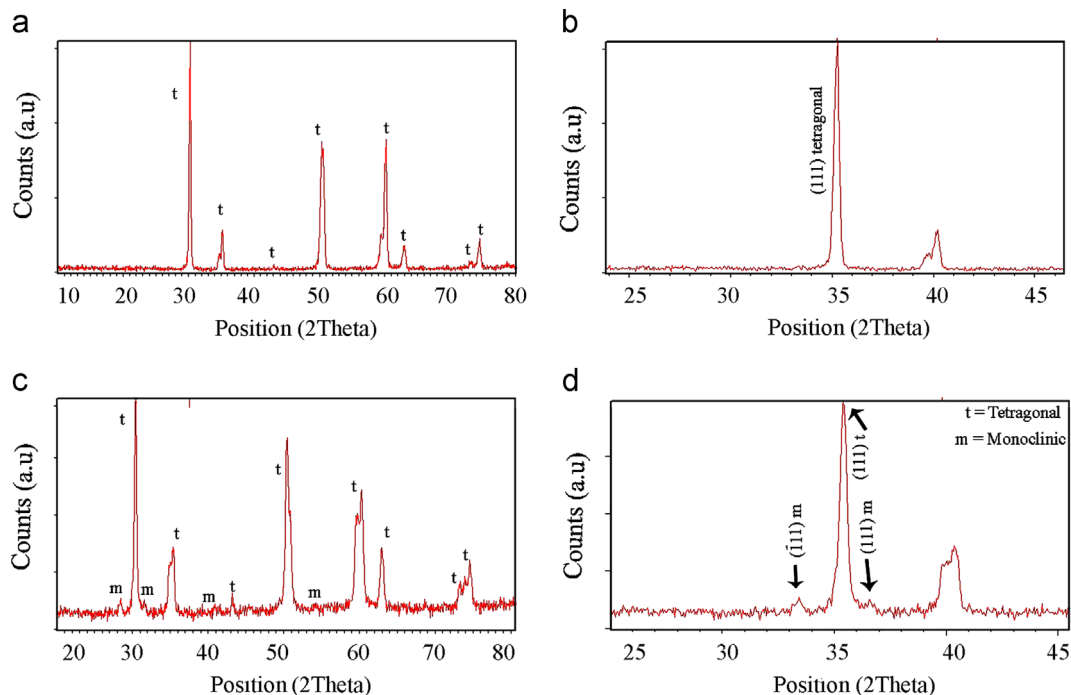 a
Counts (a.u)
t
t
t
t
t
t
t
t
10 20 30 40 50 60 70 80
Position (2Theta)
b
Counts (a.u)
(111) tetragonal
25 30 35 40 45
Position (2Theta)
c
Counts (a.u)
t
m
m
t
m
t
t
m
t
t
t
t
20 30 40 50 60 70 80
Position (2Theta)
d
Counts (a.u)
t = Tetragonal
m = Monoclinic
(111) t
(1̄11) m
(111) m
25 30 35 40 45
Position (2Theta)